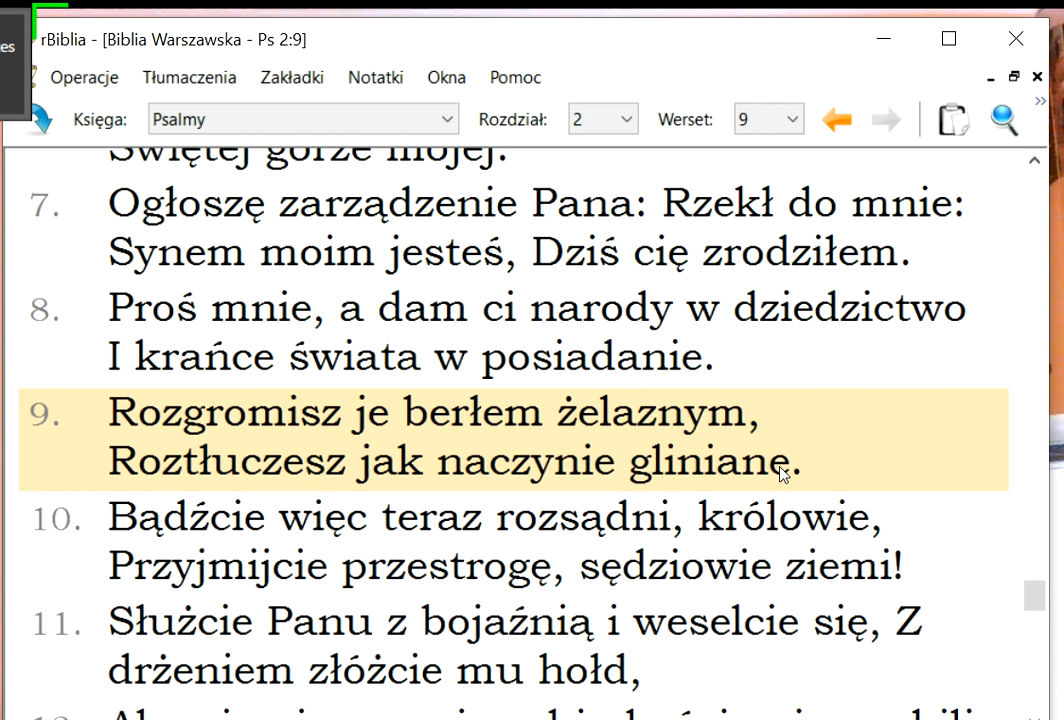 es
rBiblia - [Biblia Warszawska - Ps 2:9]
Operacje Tłumaczenia Zakładki Notatki Okna Pomoc
Księga: Psalmy Rozdział: 2 Werset: 9
Świętej górze mojej.
7. Ogłoszę zarządzenie Pana: Rzekł do mnie:
Synem moim jesteś, Dziś cię zrodziłem.
8. Proś mnie, a dam ci narody w dziedzictwo
I krańce świata w posiadanie.
9. Rozgromisz je berłem żelaznym,
Roztłuczesz jak naczynie gliniane.
10. Bądźcie więc teraz rozsądni, królowie,
Przyjmijcie przestrogę, sędziowie ziemi!
11. Służcie Panu z bojaźnią i weselcie się, Z
drżeniem złóżcie mu hołd,